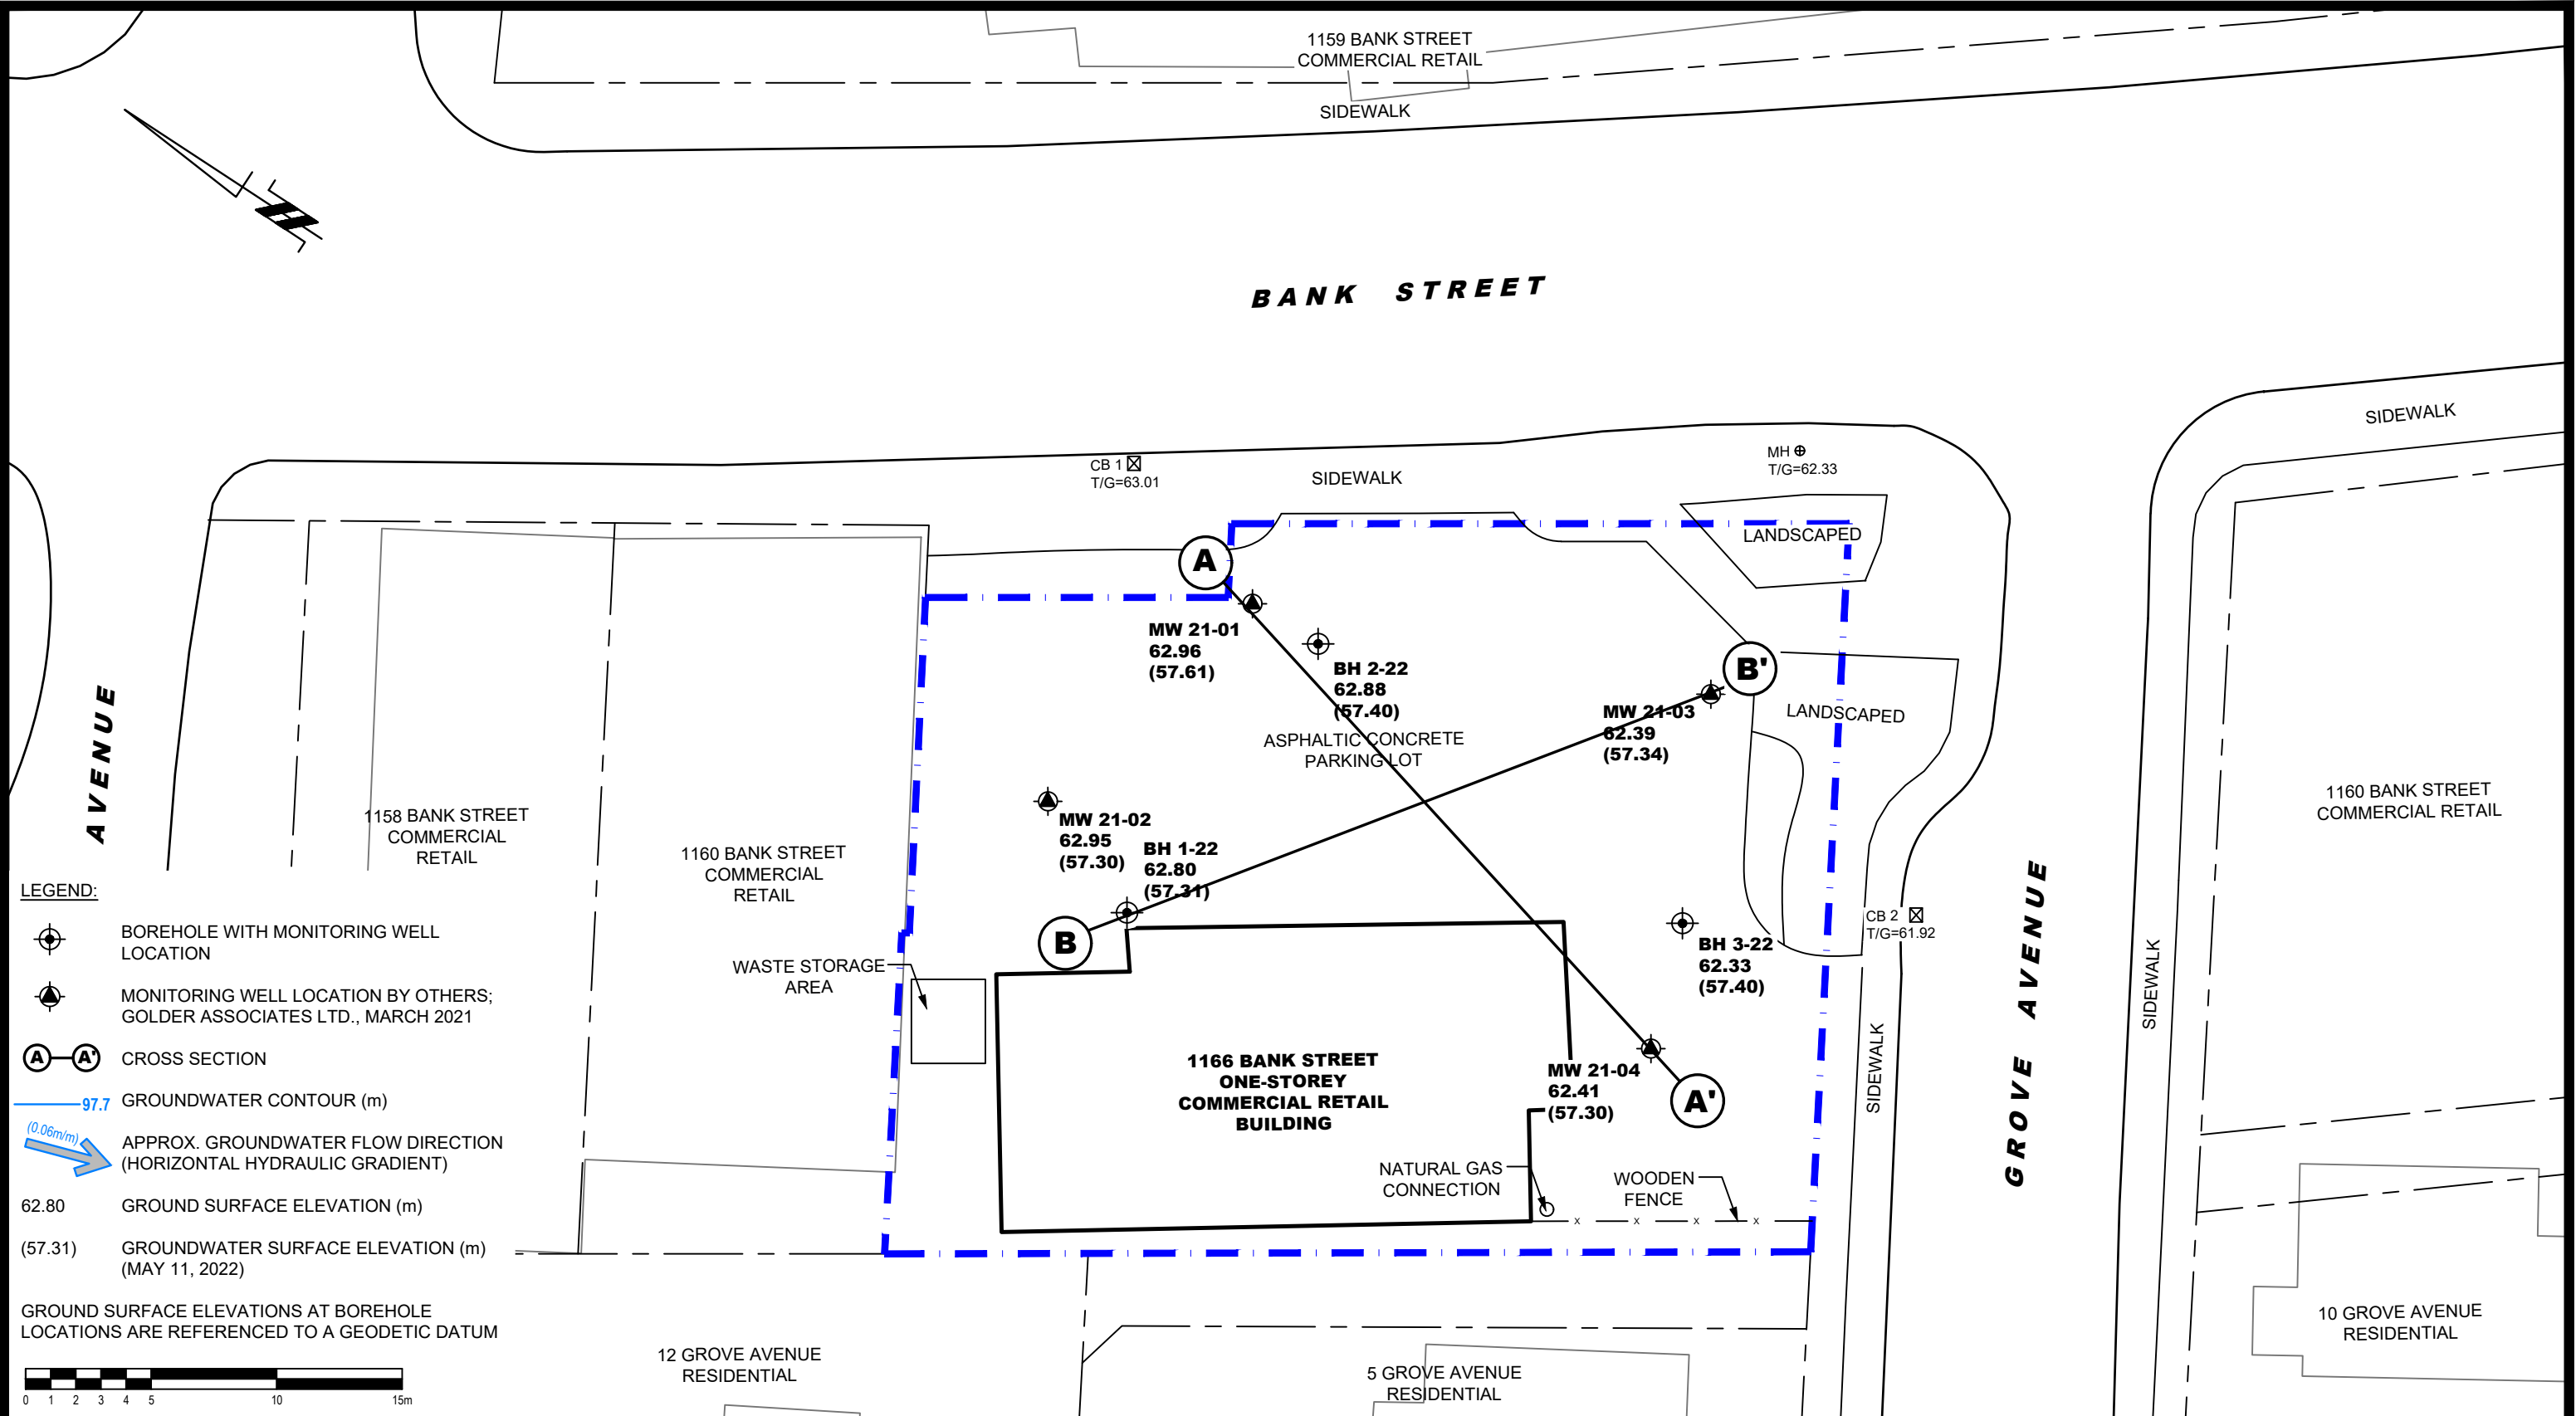 1159 BANK STREET
COMMERCIAL RETAIL
SIDEWALK
BANK STREET
SIDEWALK
CB 1
T/G=63.01
SIDEWALK
MH
T/G=62.33
LANDSCAPED
A
MW 21-01
62.96
(57.61)
BH 2-22
62.88
(57.40)
B'
MW 21-03
62.39
(57.34)
LANDSCAPED
ASPHALTIC CONCRETE
PARKING LOT
AVENUE
1158 BANK STREET
COMMERCIAL
RETAIL
1160 BANK STREET
COMMERCIAL
RETAIL
MW 21-02
62.95
(57.30)
BH 1-22
62.80
(57.31)
B
1160 BANK STREET
COMMERCIAL RETAIL
CB 2
T/G=61.92
BH 3-22
62.33
(57.40)
WASTE STORAGE
AREA
SIDEWALK
SIDEWALK
GROVE AVENUE
1166 BANK STREET
ONE-STOREY
COMMERCIAL RETAIL
BUILDING
MW 21-04
62.41
(57.30)
A'
NATURAL GAS
CONNECTION
WOODEN
FENCE
x x x x
12 GROVE AVENUE
RESIDENTIAL
5 GROVE AVENUE
RESIDENTIAL
10 GROVE AVENUE
RESIDENTIAL
LEGEND:
BOREHOLE WITH MONITORING WELL
LOCATION
MONITORING WELL LOCATION BY OTHERS;
GOLDER ASSOCIATES LTD., MARCH 2021
A A' CROSS SECTION
97.7 GROUNDWATER CONTOUR (m)
(0.06m/m)
APPROX. GROUNDWATER FLOW DIRECTION
(HORIZONTAL HYDRAULIC GRADIENT)
62.80 GROUND SURFACE ELEVATION (m)
(57.31) GROUNDWATER SURFACE ELEVATION (m)
(MAY 11, 2022)
GROUND SURFACE ELEVATIONS AT BOREHOLE
LOCATIONS ARE REFERENCED TO A GEODETIC DATUM
0 1 2 3 4 5 10 15m